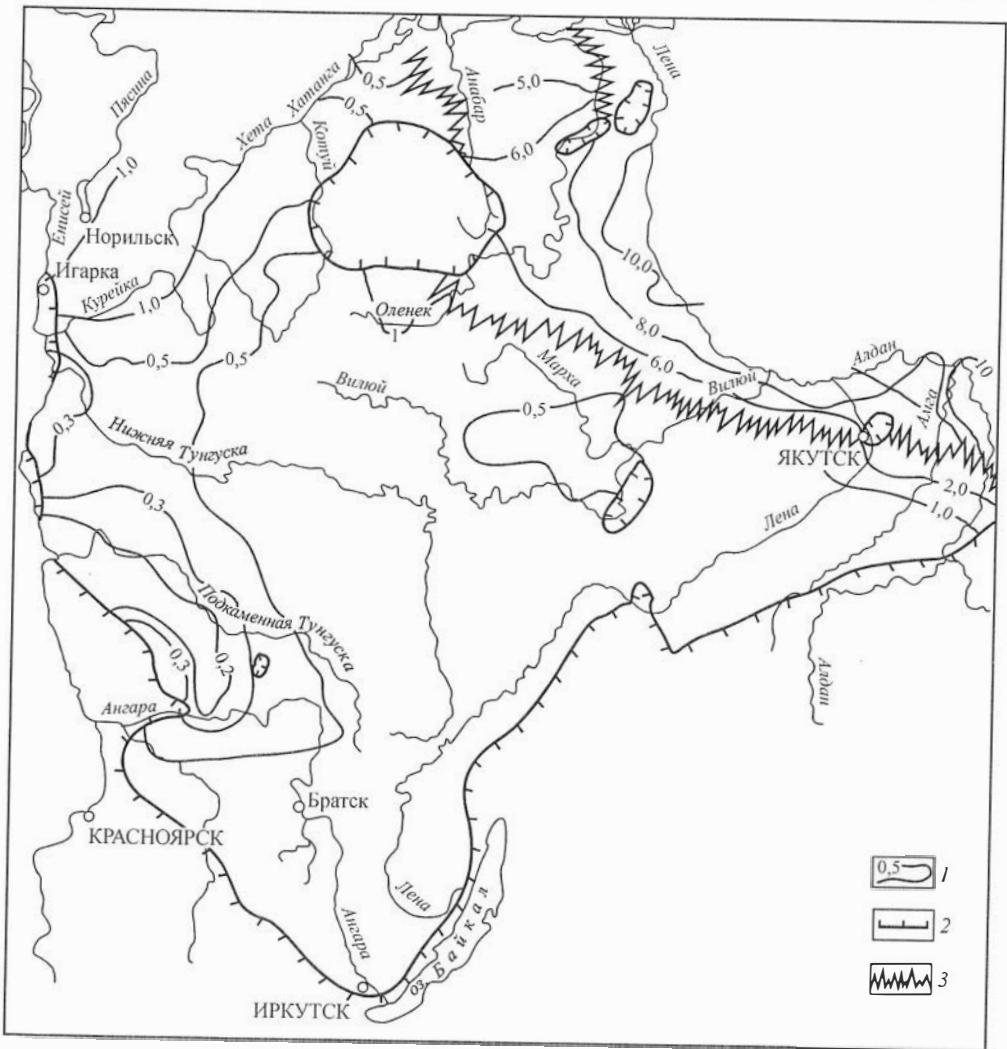 Лена
Пясина
Хатанга
Анабар
0,5
5,0
Хета
0,5
Котуй
6,0
1,0
Енисей
Норильск
10,0
Игарка
Курейка
1,0
Оленек
1
8,0
0,5
0,5
6,0
Алдан
Марха
Вилюй
10
Вилюй
0,5
Амга
0,3
Нижняя Тунгуска
ЯКУТСК
2,0
0,3
Лена
1,0
Подкаменная Тунгуска
0,3
0,2
Алдан
Ангара
Братск
КРАСНОЯРСК
0,5
1
Лена
Ангара
оз. Байкал
2
3
ИРКУТСК